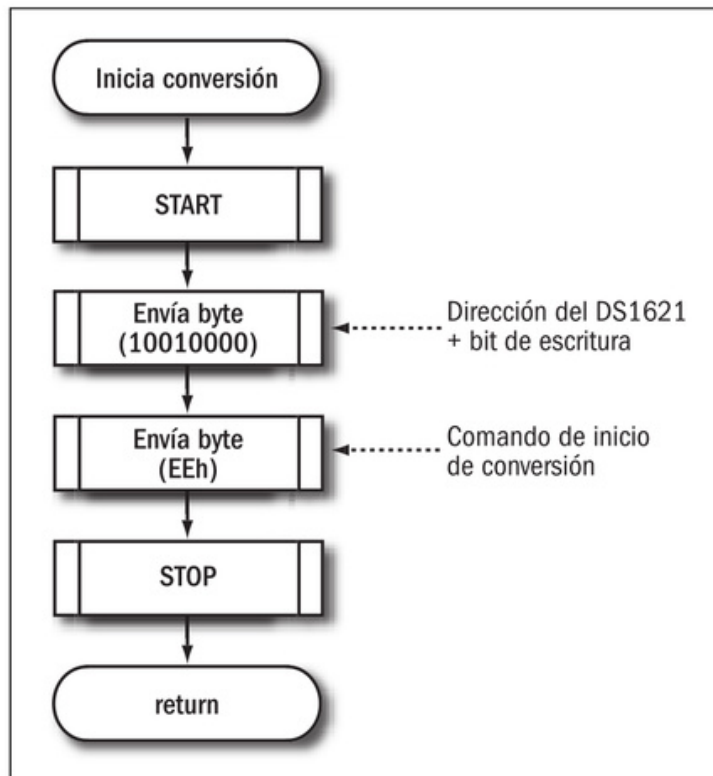 Inicia conversión
START
Envía byte
(10010000)
Dirección del DS1621
+ bit de escritura
Envía byte
(EEh)
Comando de inicio
de conversión
STOP
return